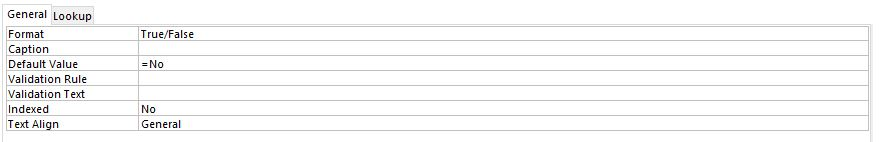 General Lookup
Format True/False
Caption
Default Value =No
Validation Rule
Validation Text
Indexed No
Text Align General